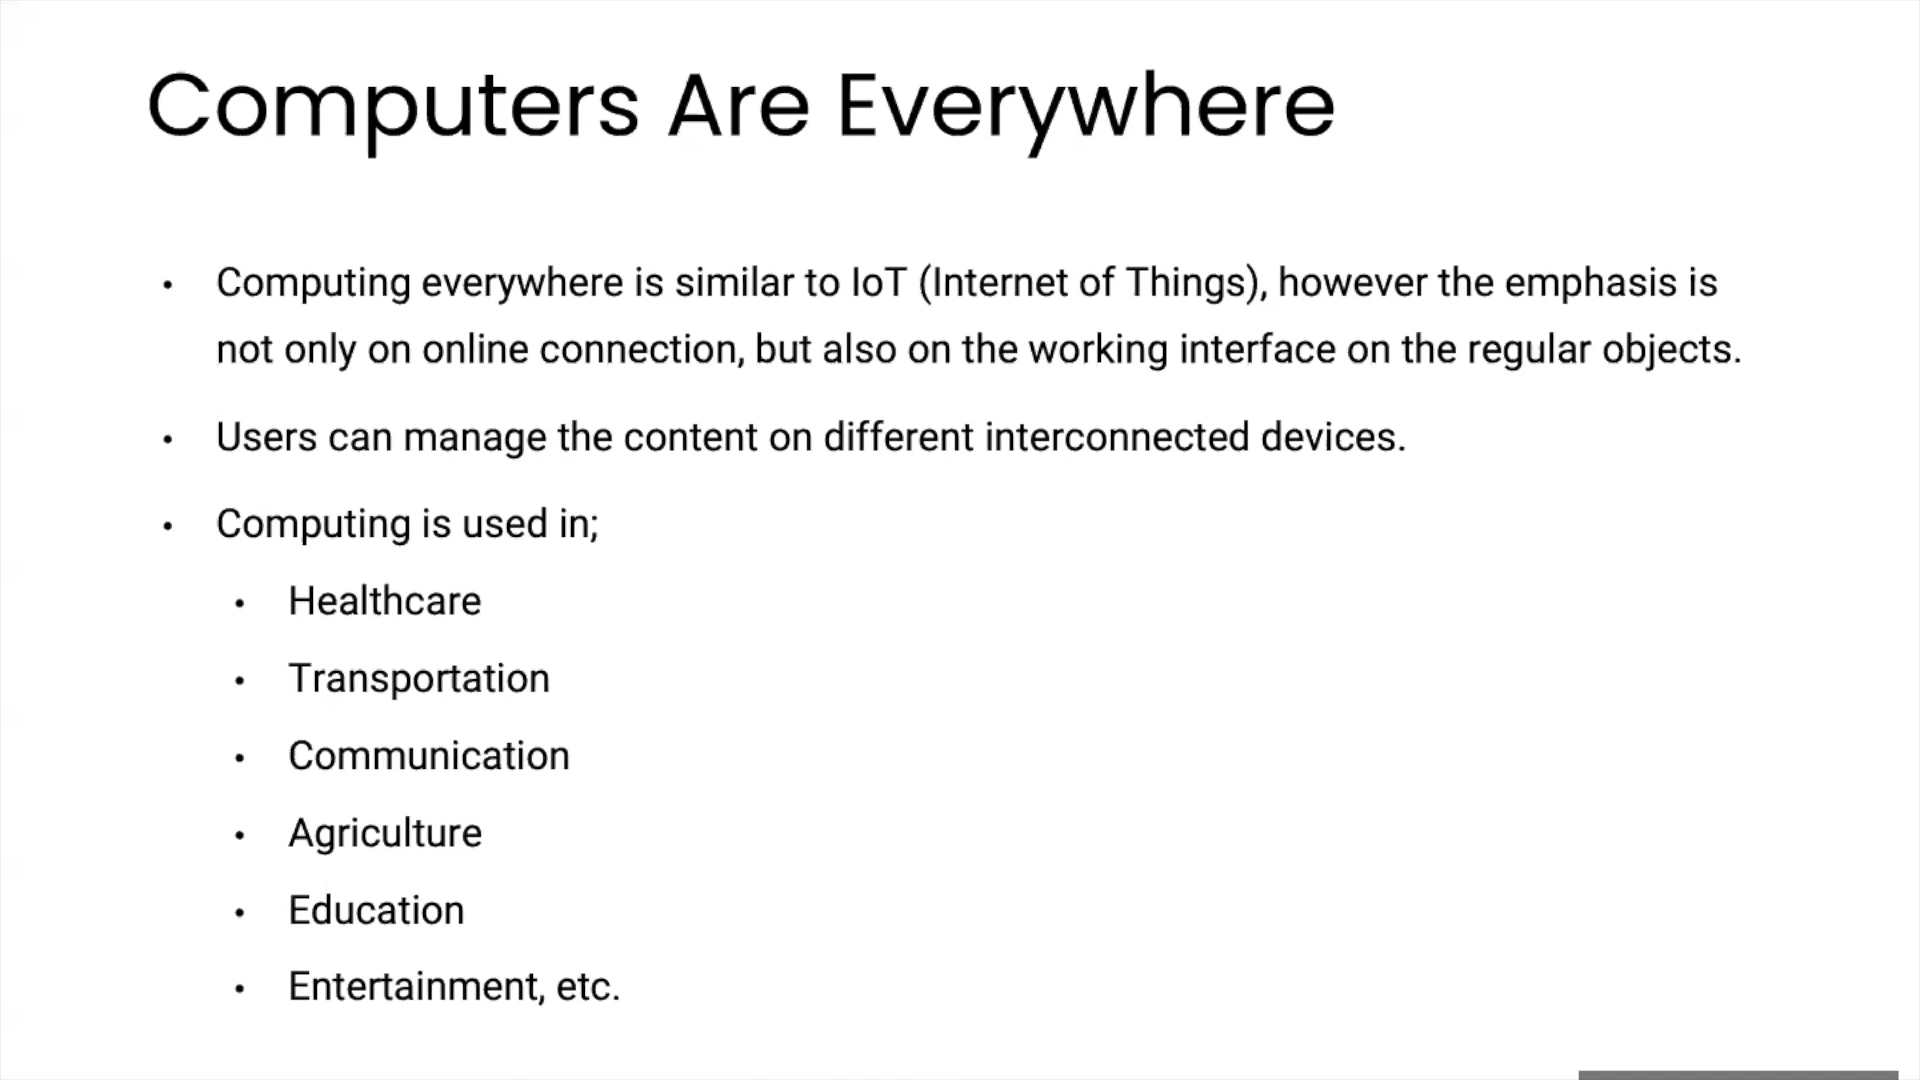 Computers Are Everywhere
• Computing everywhere is similar to IoT (Internet of Things), however the emphasis is
not only on online connection, but also on the working interface on the regular objects.
• Users can manage the content on different interconnected devices.
• Computing is used in;
• Healthcare
• Transportation
• Communication
• Agriculture
• Education
• Entertainment, etc.